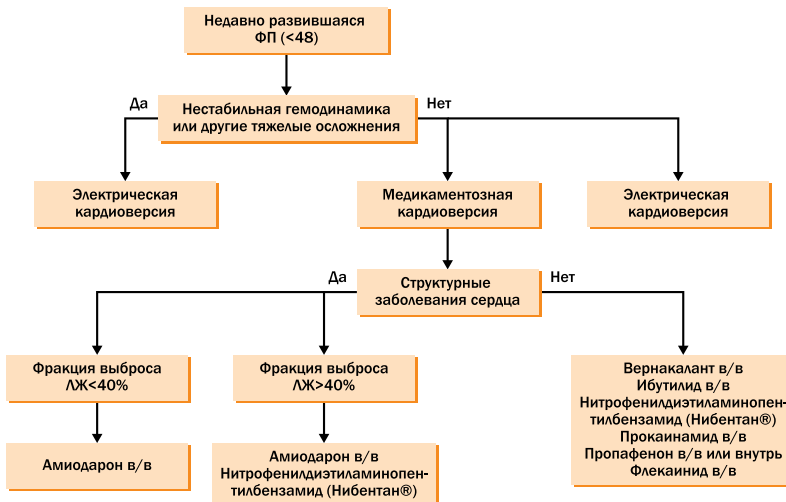 Недавно развившаяся
ФП (<48)
Да
Нет
Нестабильная гемодинамика
или другие тяжелые осложнения
Электрическая
кардиоверсия
Медикаментозная
кардиоверсия
Электрическая
кардиоверсия
Да
Нет
Структурные
заболевания сердца
Фракция выброса
ЛЖ<40%
Фракция выброса
ЛЖ>40%
Вернакалант в/в
Ибутилид в/в
Нитрофенилдиэтиламинопен-
тилбензамид (Нибентан®)
Прокаинамид в/в
Пропафенон в/в или внутрь
Флекаинид в/в
Амиодарон в/в
Амиодарон в/в
Нитрофенилдиэтиламинопен-
тилбензамид (Нибентан®)